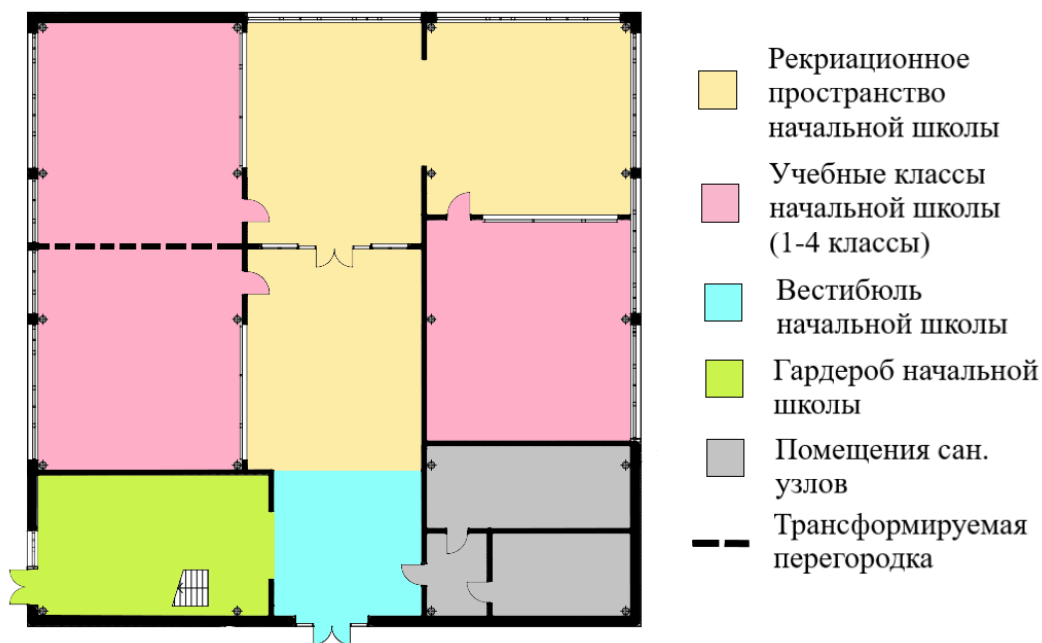 Рекриационное
пространство
начальной школы
Учебные классы
начальной школы
(1-4 классы)
Вестибюль
начальной школы
Гардероб начальной
школы
Помещения сан.
узлов
Трансформируемая
перегородка